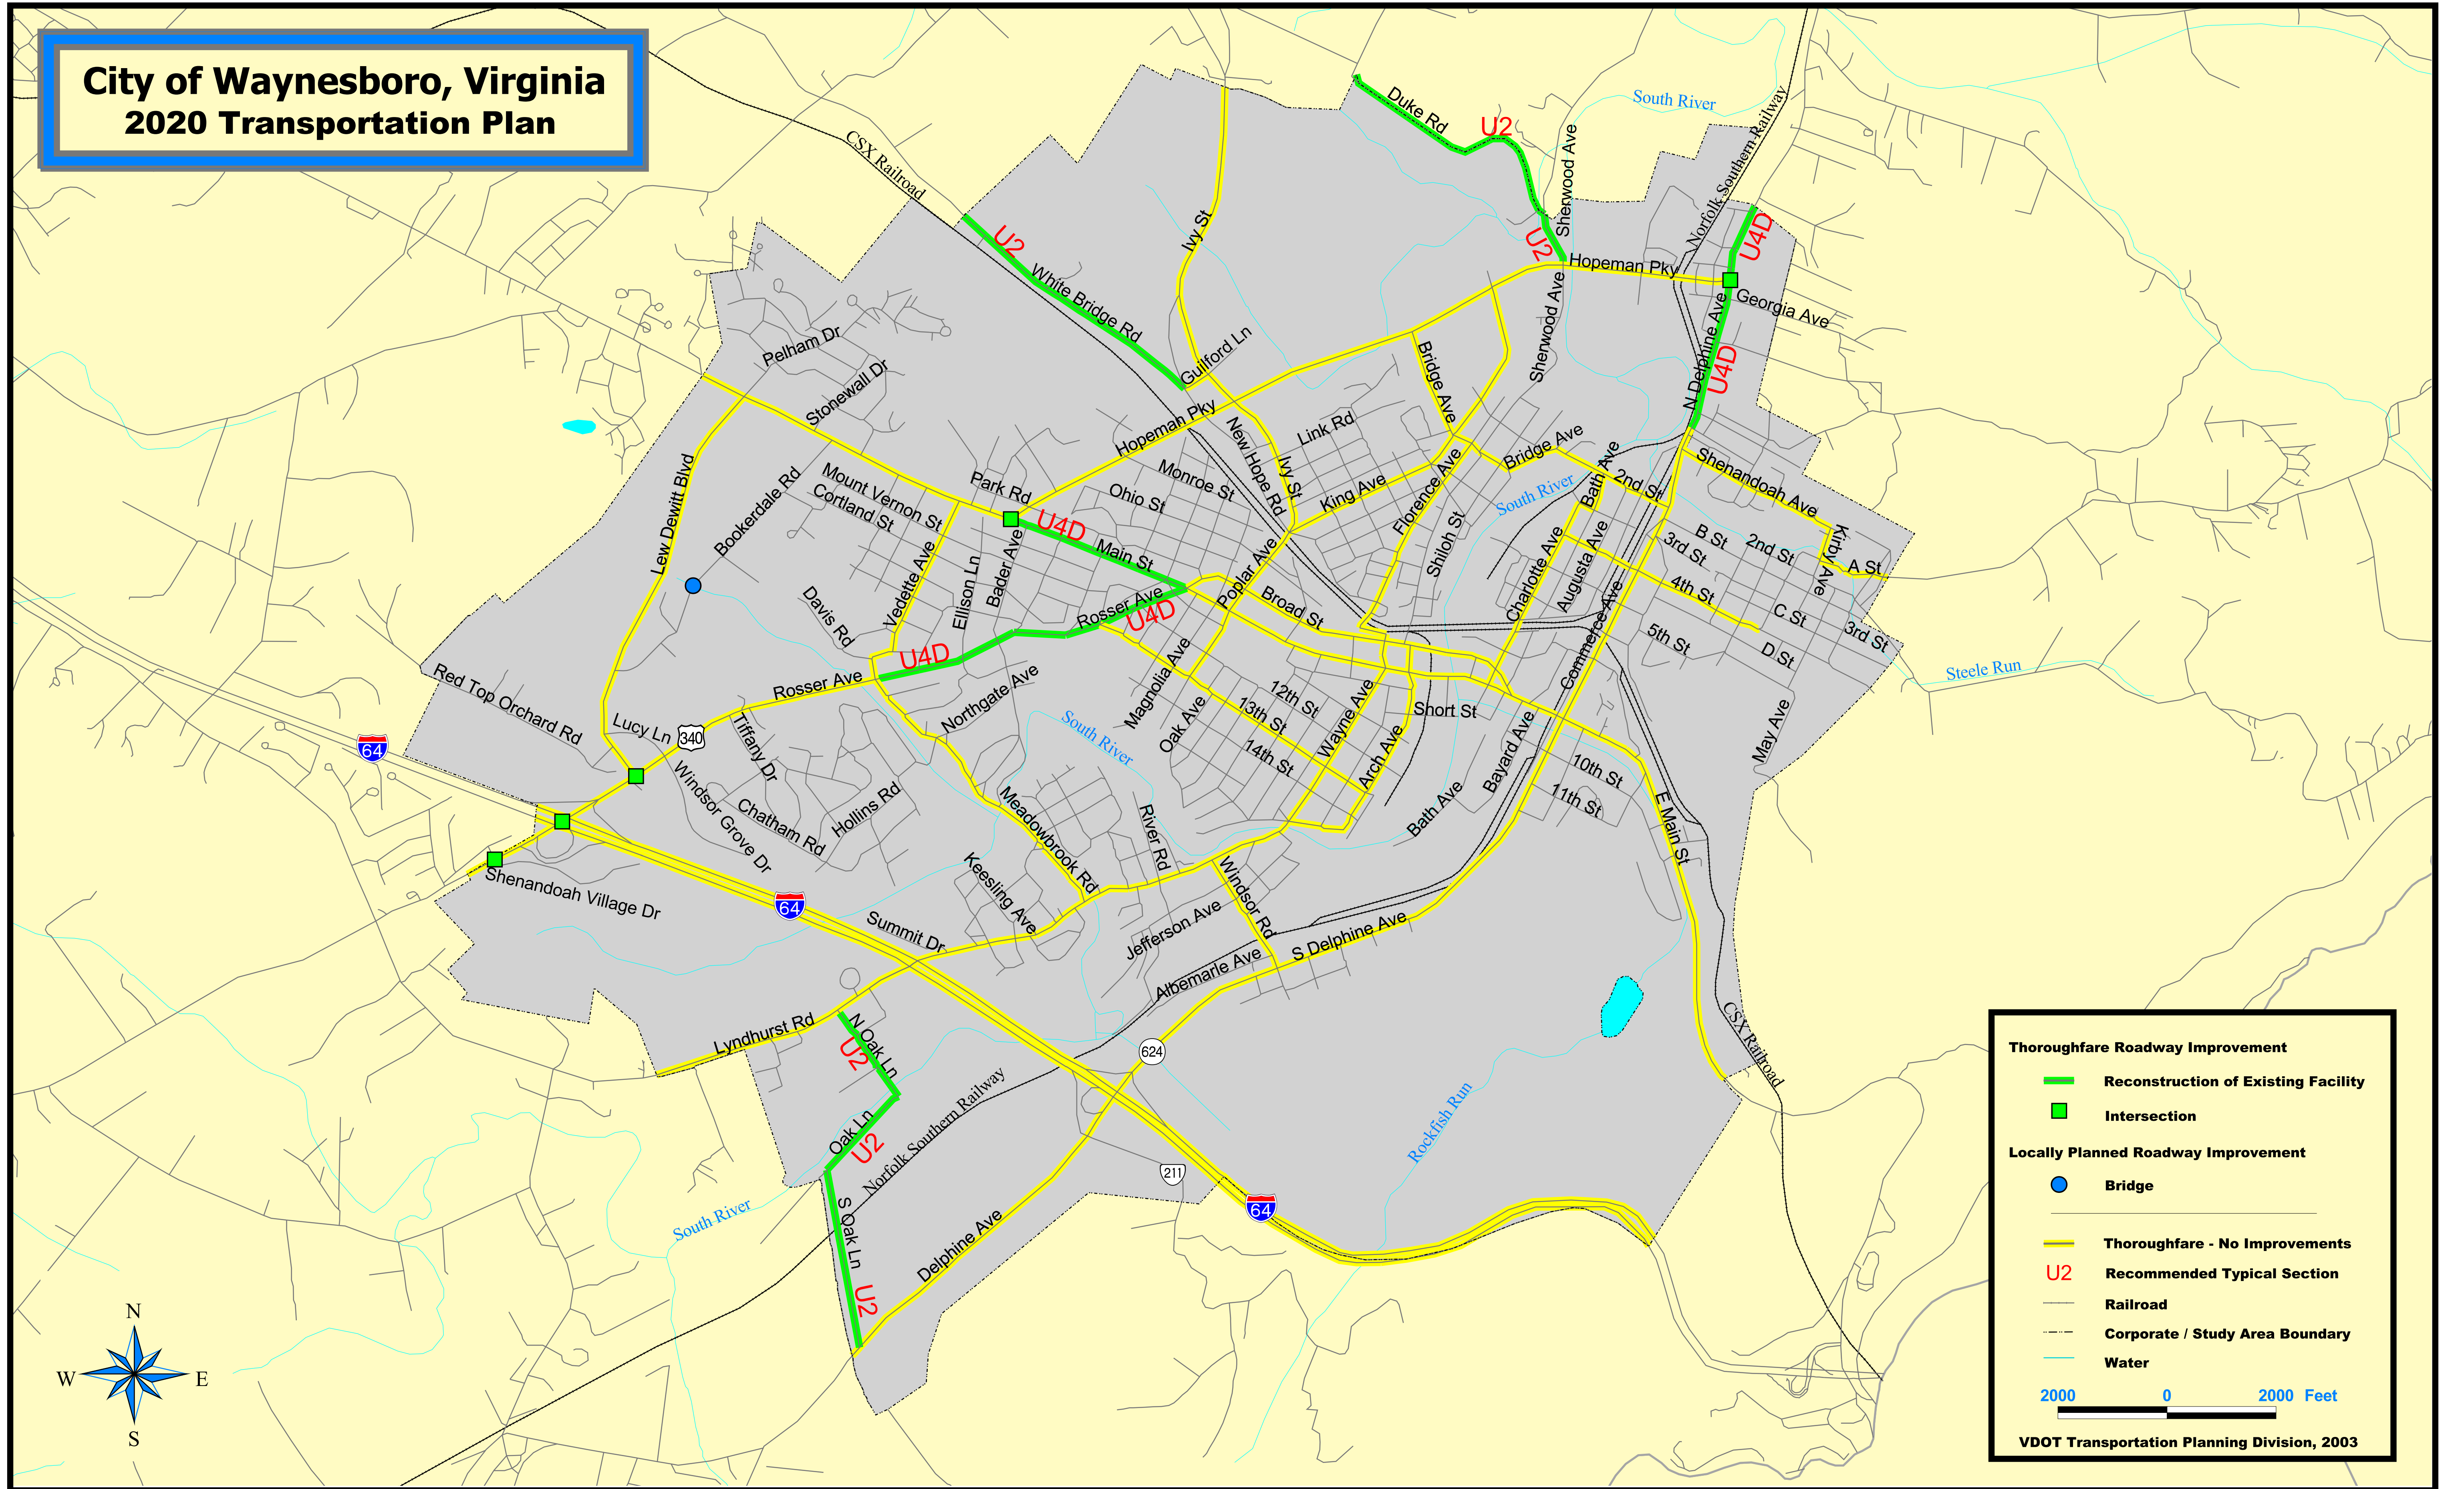 City of Waynesboro, Virginia
2020 Transportation Plan
CSX Railroad
Duke Rd
U2
South River
Norfolk Southern Railway
Sherwood Ave
Ivy St
U2
White Bridge Rd
U2
Hopeman Pky
U4D
Georgia Ave
N Delphine Ave
U4D
Pelham Dr
Stonewall Dr
Guilford Ln
Hopeman Pky
Bridge Ave
Sherwood Ave
New Hope Rd
Link Rd
Ivy St
Monroe St
Ohio St
Park Rd
King Ave
Florence Ave
Bridge Ave
Bath Ave
2nd St
South River
Shenandoah Ave
Lew Dewitt Blvd
Bookerdale Rd
Mount Vernon St
Cortland St
U4D
Main St
Bader Ave
Ellison Ln
Vedette Ave
Davis Rd
Rosser Ave
U4D
U4D
Poplar Ave
Broad St
Shiloh St
Charlotte Ave
Augusta Ave
Commerce Ave
B St
3rd St
2nd St
Kirby Ave
A St
4th St
C St
3rd St
5th St
D St
Steele Run
May Ave
Red Top Orchard Rd
Lucy Ln
340
Rosser Ave
Tiffany Dr
Northgate Ave
South River
Magnolia Ave
Oak Ave
12th St
13th St
14th St
Wayne Ave
Arch Ave
Short St
Bayard Ave
Bath Ave
10th St
11th St
E Main St
64
Windsor Grove Dr
Chatham Rd
Hollins Rd
Meadowbrook Rd
River Rd
Keesling Ave
Windsor Rd
Jefferson Ave
Albemarle Ave
S Delphine Ave
Shenandoah Village Dr
64
Summit Dr
Lyndhurst Rd
N Oak Ln
U2
Oak Ln
U2
S Oak Ln
U2
Norfolk Southern Railway
624
211
64
Delphine Ave
South River
Rockfish Run
CSX Railroad
N
W
E
S
Thoroughfare Roadway Improvement
Reconstruction of Existing Facility
Intersection
Locally Planned Roadway Improvement
Bridge
Thoroughfare - No Improvements
U2 Recommended Typical Section
Railroad
Corporate / Study Area Boundary
Water
2000 0 2000 Feet
VDOT Transportation Planning Division, 2003